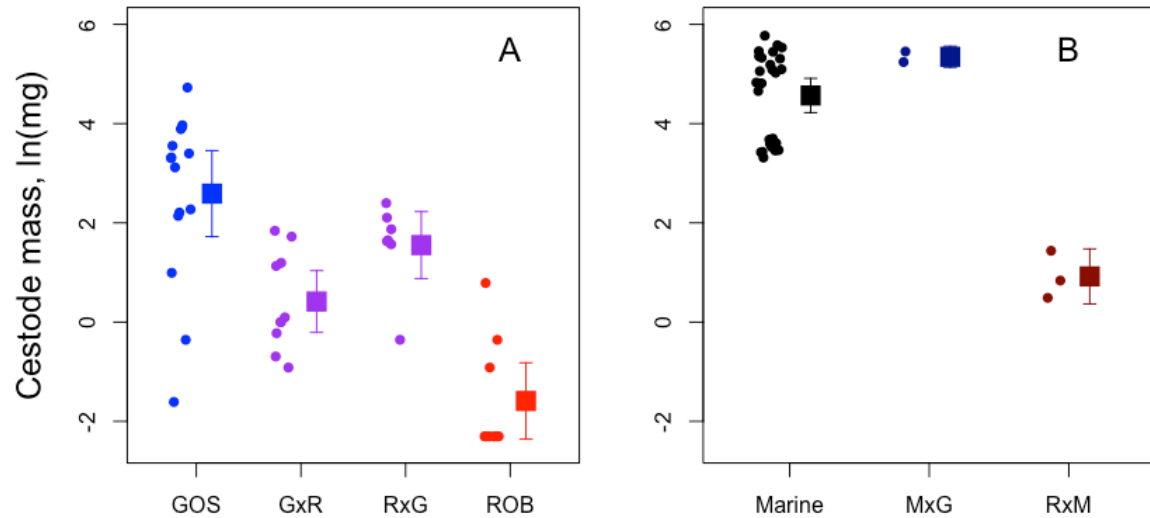 Cestode mass, ln(mg)
A
6
4
2
0
-2
GOS GxR RxG ROB
B
6
4
2
0
-2
Marine MxG RxM